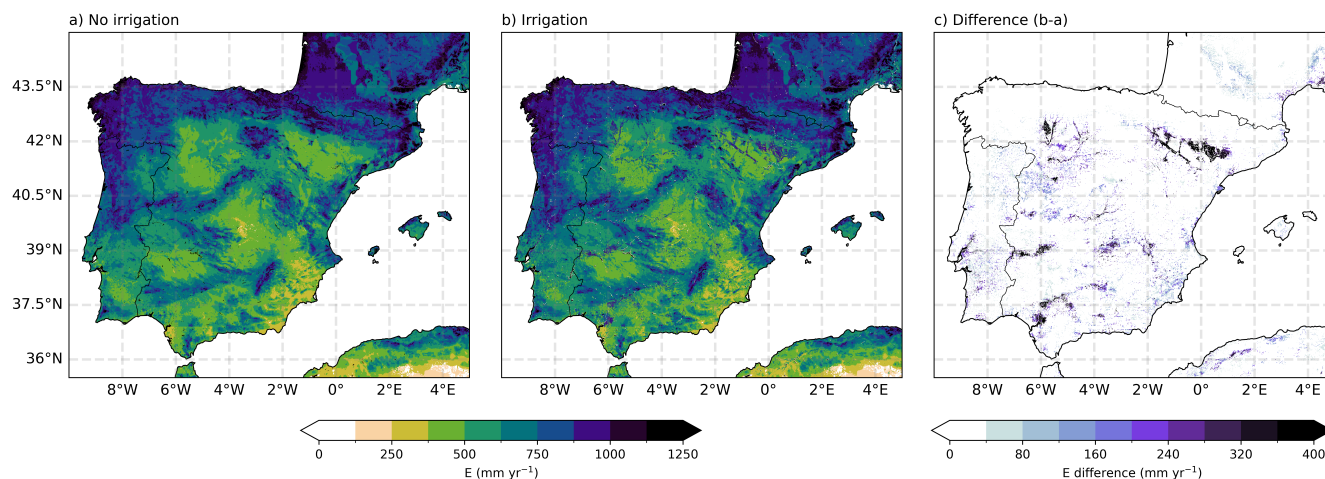 a) No irrigation
b) Irrigation
c) Difference (b-a)
43.5°N
42°N
40.5°N
39°N
37.5°N
36°N
8°W 6°W 4°W 2°W 0° 2°E 4°E
8°W 6°W 4°W 2°W 0° 2°E 4°E
8°W 6°W 4°W 2°W 0° 2°E 4°E
0 250 500 750 1000 1250
E (mm yr⁻¹)
0 80 160 240 320 400
E difference (mm yr⁻¹)